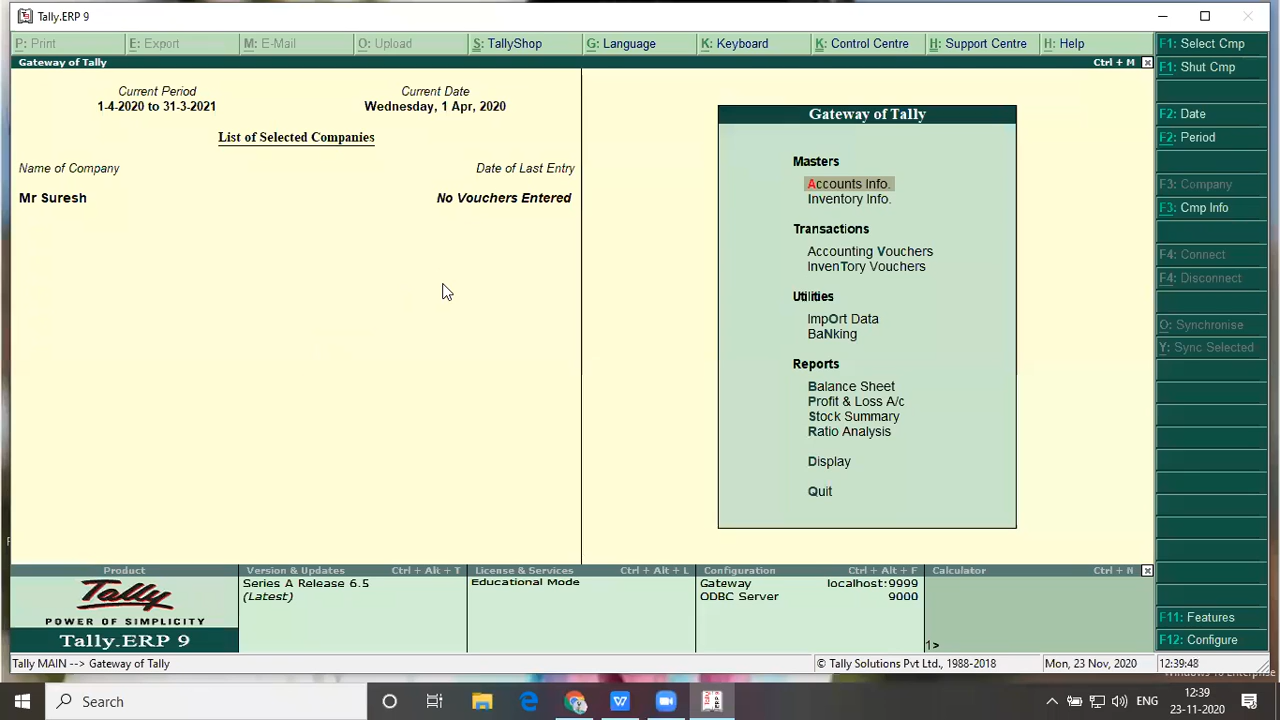 Tally.ERP 9
P: Print E: Export M: E-Mail O: Upload S: TallyShop G: Language K: Keyboard K: Control Centre H: Support Centre H: Help
F1: Select Cmp
Gateway of Tally Ctrl + M
F1: Shut Cmp
Current Period Current Date
1-4-2020 to 31-3-2021 Wednesday, 1 Apr, 2020
List of Selected Companies
Name of Company Date of Last Entry
Mr Suresh No Vouchers Entered
Gateway of Tally
Masters
Accounts Info.
Inventory Info.
Transactions
Accounting Vouchers
InvenTory Vouchers
Utilities
ImpOrt Data
BaNking
Reports
Balance Sheet
Profit & Loss A/c
Stock Summary
Ratio Analysis
Display
Quit
F2: Date
F2: Period
F3: Company
F3: Cmp Info
F4: Connect
F4: Disconnect
O: Synchronise
Y: Sync Selected
F11: Features
F12: Configure
Product Version & Updates Ctrl + Alt + T License & Services Ctrl + Alt + L Configuration Ctrl + Alt + F Calculator Ctrl + N
Tally
POWER OF SIMPLICITY
Tally.ERP 9
Series A Release 6.5
(Latest)
Educational Mode
Gateway localhost:9999
ODBC Server 9000
1>
Tally MAIN --> Gateway of Tally © Tally Solutions Pvt Ltd., 1988-2018 Mon, 23 Nov, 2020 12:39:48
Search
ENG
12:39
23-11-2020